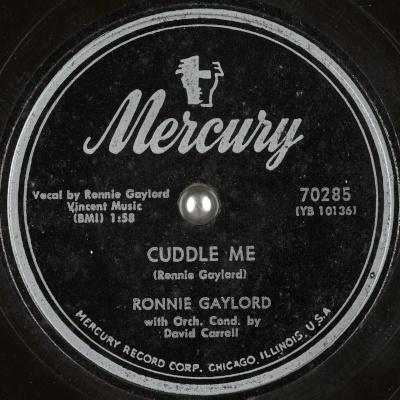 Mercury
Vocal by Ronnie Gaylord
Vincent Music
(BMI) 1:58
70285
(YB 10136)
CUDDLE ME
(Ronnie Gaylord)
RONNIE GAYLORD
with Orch. Cond. by
David Carroll
MERCURY RECORD CORP. CHICAGO, ILLINOIS, U.S.A